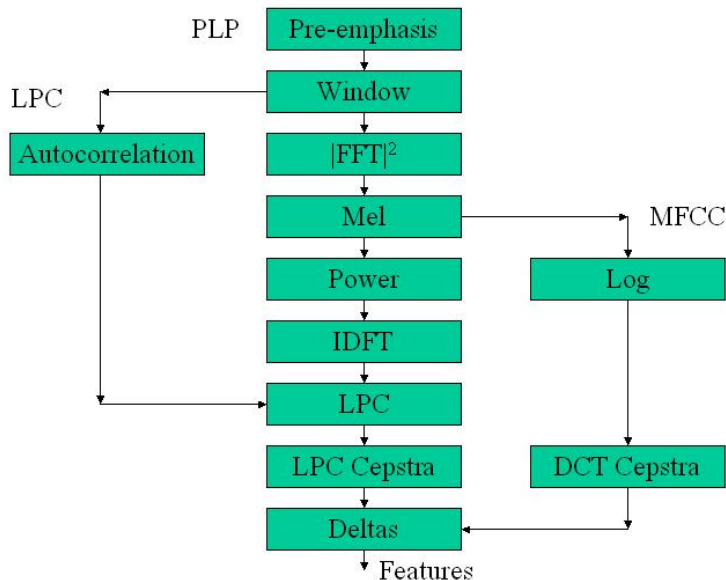 PLP
Pre-emphasis
LPC
Window
Autocorrelation
|FFT|²
Mel
MFCC
Power
Log
IDFT
LPC
LPC Cepstra
DCT Cepstra
Deltas
Features